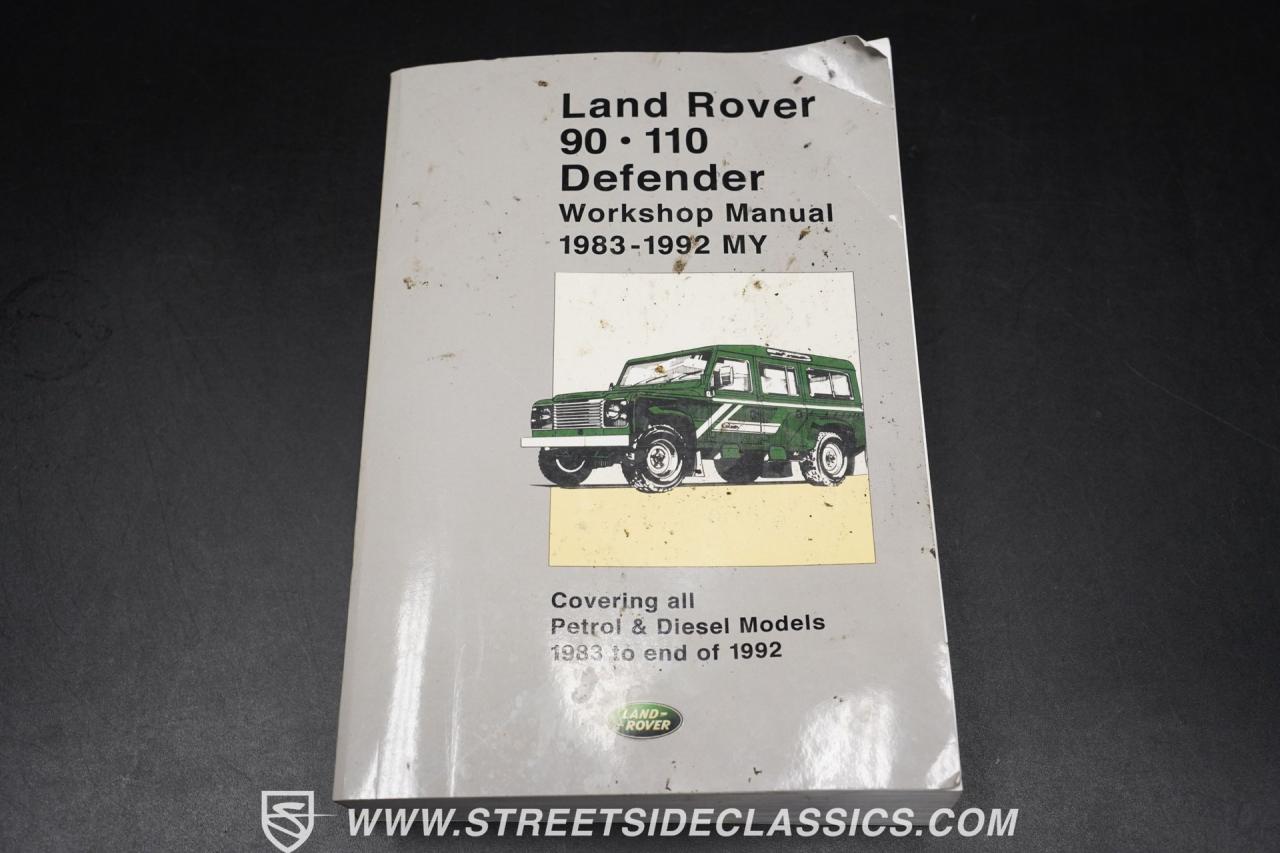 Land Rover
90 • 110
Defender
Workshop Manual
1983-1992 MY
County
Covering all
Petrol & Diesel Models
1983 to end of 1992
LAND-
-ROVER
WWW.STREETSIDECLASSICS.COM